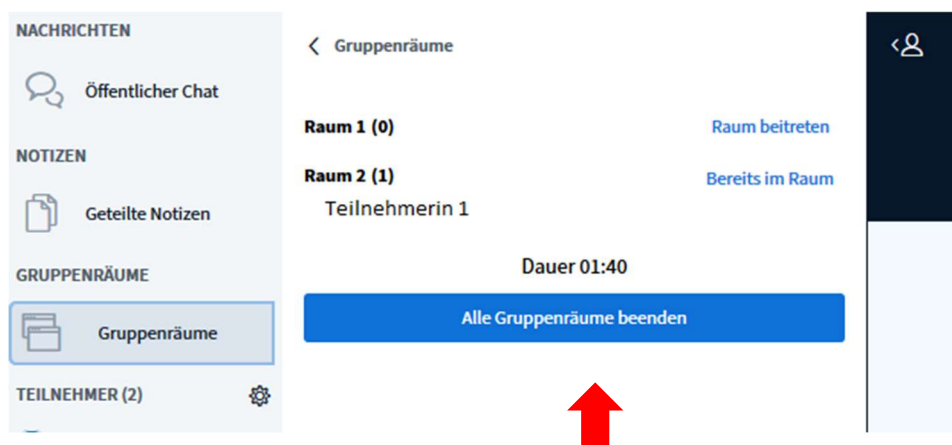 NACHRICHTEN
Öffentlicher Chat
NOTIZEN
Geteilte Notizen
GRUPPENRÄUME
Gruppenräume
TEILNEHMER (2)
Gruppenräume
Raum 1 (0) Raum beitreten
Raum 2 (1) Bereits im Raum
Teilnehmerin 1
Dauer 01:40
Alle Gruppenräume beenden